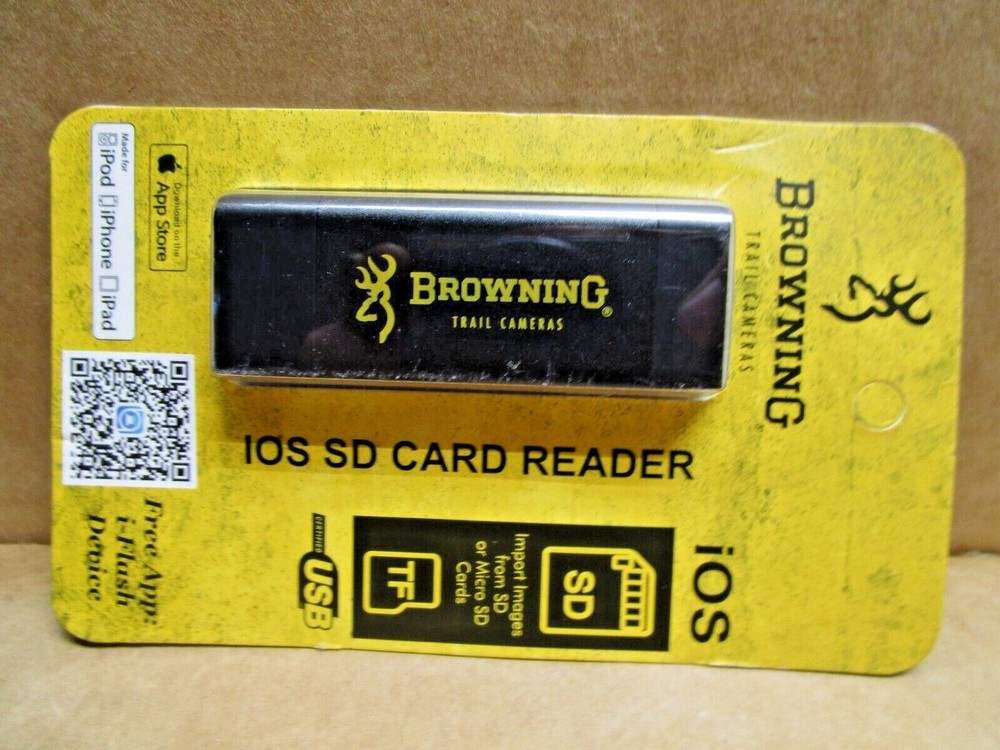 BROWNING
TRAIL CAMERAS
BROWNING®
TRAIL CAMERAS
IOS SD CARD READER
iOS
SD
Import Images
from SD
or Micro SD
Cards
TF
CERTIFIED
USB
Download on the
App Store
Made for
iPod iPhone iPad
Free App:
i-Flash
Device